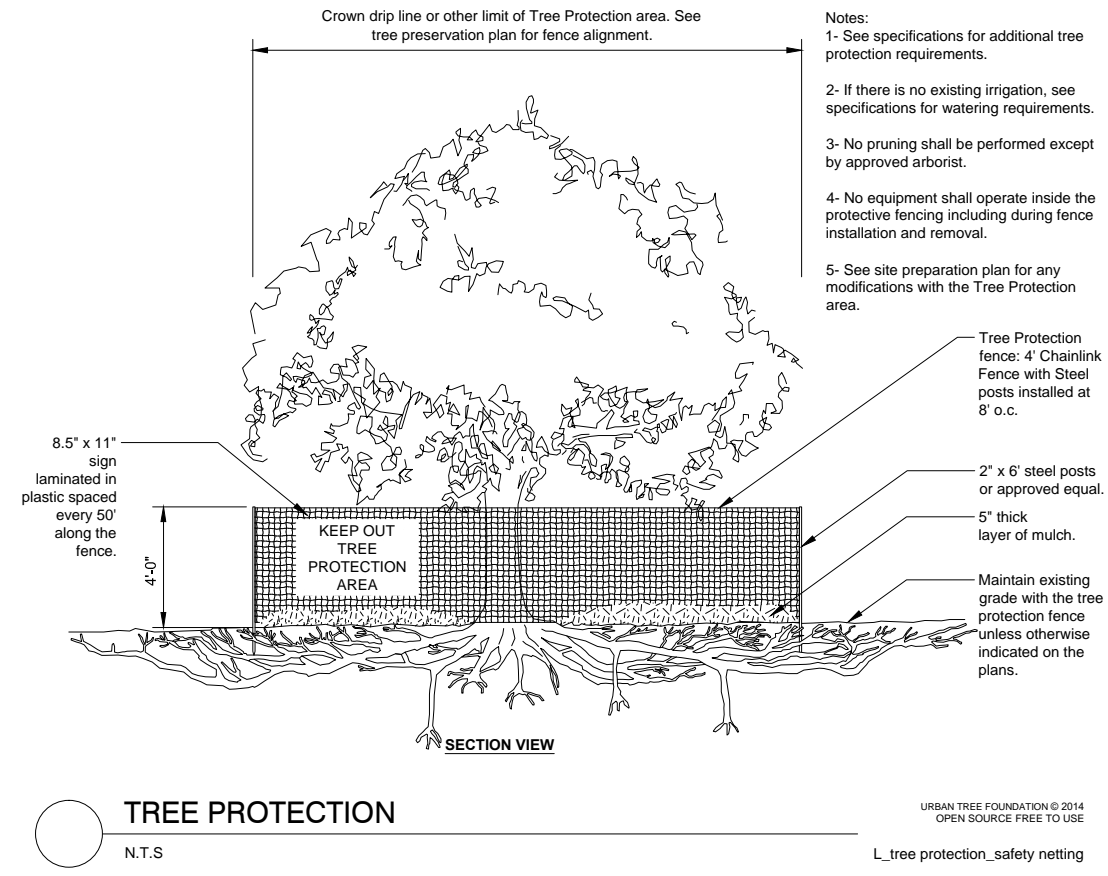 Crown drip line or other limit of Tree Protection area. See
tree preservation plan for fence alignment.
Notes:
1- See specifications for additional tree
protection requirements.
2- If there is no existing irrigation, see
specifications for watering requirements.
3- No pruning shall be performed except
by approved arborist.
4- No equipment shall operate inside the
protective fencing including during fence
installation and removal.
5- See site preparation plan for any
modifications with the Tree Protection
area.
Tree Protection
fence: 4' Chainlink
Fence with Steel
posts installed at
8' o.c.
8.5" x 11"
sign
laminated in
plastic spaced
every 50'
along the
fence.
2" x 6' steel posts
or approved equal.
5" thick
layer of mulch.
KEEP OUT
TREE
PROTECTION
AREA
4'-0"
Maintain existing
grade with the tree
protection fence
unless otherwise
indicated on the
plans.
SECTION VIEW
TREE PROTECTION
URBAN TREE FOUNDATION © 2014
OPEN SOURCE FREE TO USE
N.T.S
L_tree protection_safety netting